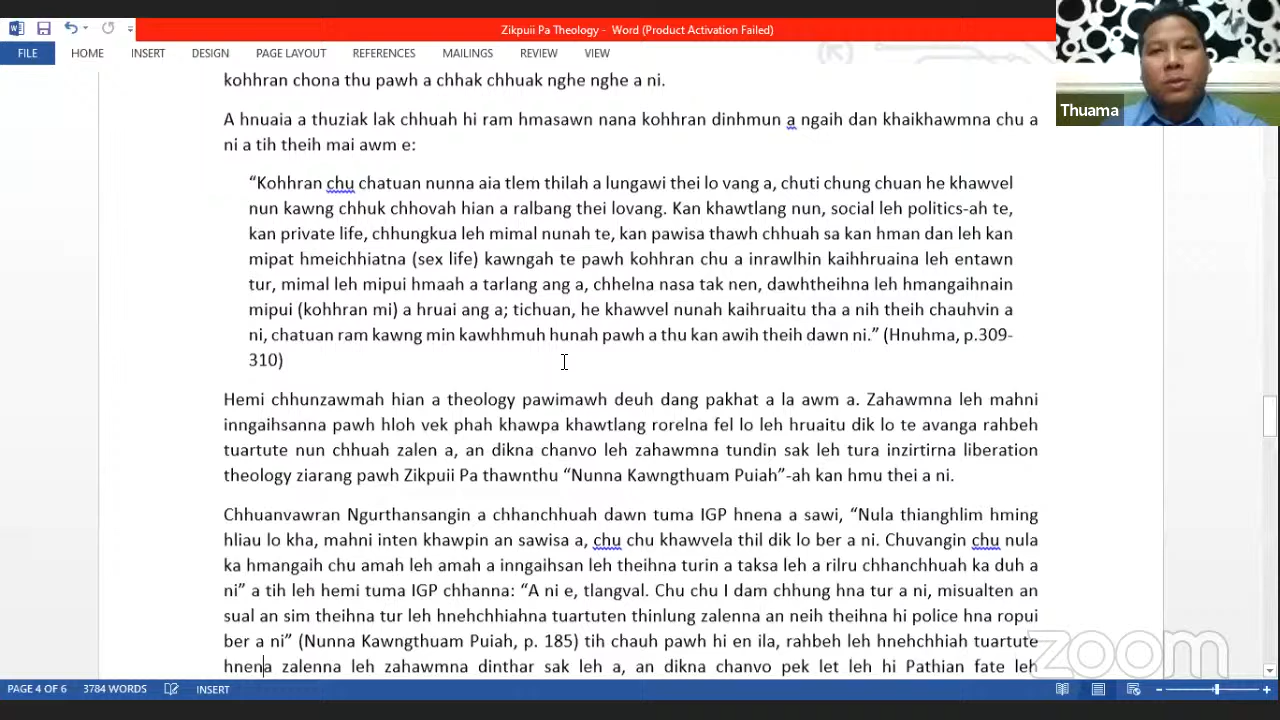 Zikpuii Pa Theology - Word (Product Activation Failed)
FILE HOME INSERT DESIGN PAGE LAYOUT REFERENCES MAILINGS REVIEW VIEW
Thuama
kohhran chona thu pawh a chhak chhuak nghe nghe a ni.
A hnuaia a thuziak lak chhuah hi ram hmasawn nana kohhran dinhmun a ngaih dan khaikhawmna chu a
ni a tih theih mai awm e:
“Kohhran chu chatuan nunna aia tlem thilah a lungawi thei lo vang a, chuti chung chuan he khawvel
nun kawng chhuk chhovah hian a ralbang thei lovang. Kan khawtlang nun, social leh politics-ah te,
kan private life, chhungkua leh mimal nunah te, kan pawisa thawh chhuah sa kan hman dan leh kan
mipat hmeichhiatna (sex life) kawngah te pawh kohhran chu a inrawlhin kaihhruaina leh entawn
tur, mimal leh mipui hmaah a tarlang ang a, chhelna nasa tak nen, dawhtheihna leh hmangaihnain
mipui (kohhran mi) a hruai ang a; tichuan, he khawvel nunah kaihruaitu tha a nih theih chauhvin a
ni, chatuan ram kawng min kawhhmuh hunah pawh a thu kan awih theih dawn ni.” (Hnuhma, p.309-
310)
Hemi chhunzawmah hian a theology pawimawh deuh dang pakhat a la awm a. Zahawmna leh mahni
inngaihsanna pawh hloh vek phah khawpa khawtlang rorelna fel lo leh hruaitu dik lo te avanga rahbeh
tuartute nun chhuah zalen a, an dikna chanvo leh zahawmna tundin sak leh tura inzirtirna liberation
theology ziarang pawh Zikpuii Pa thawnthu “Nunna Kawngthuam Puiah”-ah kan hmu thei a ni.
Chhuanvawran Ngurthansangin a chhanchhuah dawn tuma IGP hnena a sawi, “Nula thianghlim hming
hliau lo kha, mahni inten khawpin an sawisa a, chu chu khawvela thil dik lo ber a ni. Chuvangin chu nula
ka hmangaih chu amah leh amah a inngaihsan leh theihna turin a taksa leh a rilru chhanchhuah ka duh a
ni” a tih leh hemi tuma IGP chhanna: “A ni e, tlangval. Chu chu I dam chhung hna tur a ni, misualten an
sual an sim theihna tur leh hnehchhiahna tuartuten thinlung zalenna an neih theihna hi police hna ropui
ber a ni” (Nunna Kawngthuam Puiah, p. 185) tih chauh pawh hi en ila, rahbeh leh hnehchhiah tuartute
hnena zalenna leh zahawmna dinthar sak leh a, an dikna chanvo pek let leh hi Pathian fate leh
zoom
PAGE 4 OF 6 3784 WORDS INSERT